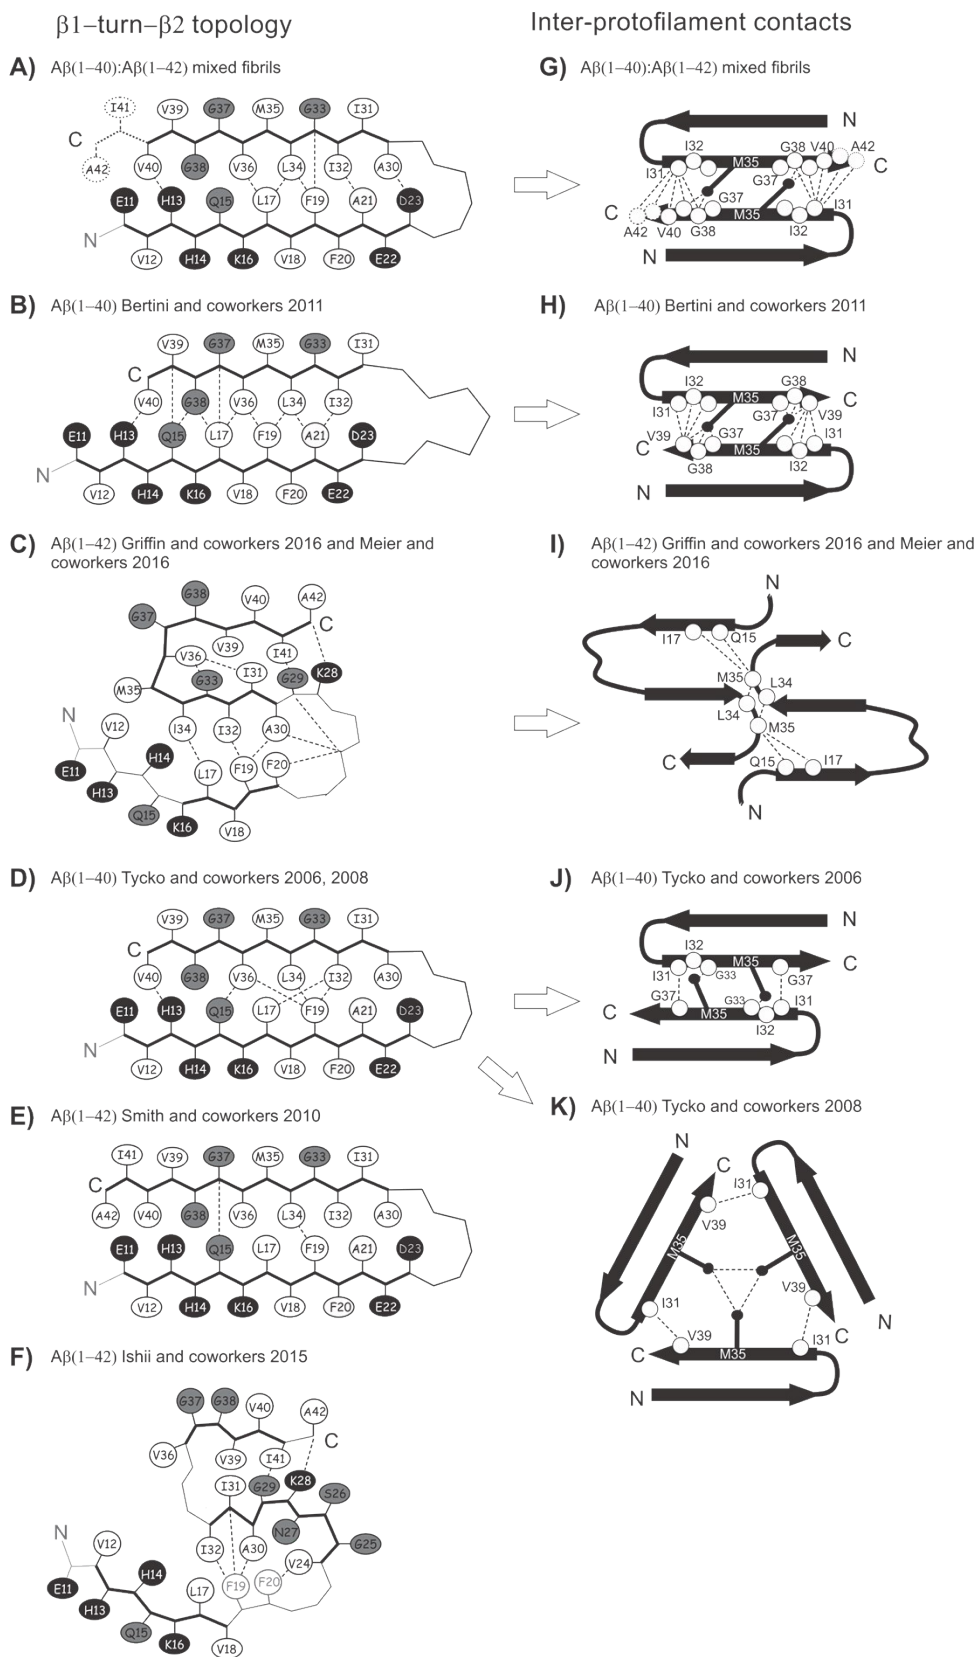 β1–turn–β2 topology
Inter-protofilament contacts
A) Aβ(1–40):Aβ(1–42) mixed fibrils
I41 V39 G37 M35 G33 I31
C
A42 V40 G38 V36 L34 I32 A30
E11 H13 Q15 L17 F19 A21 D23
N
V12 H14 K16 V18 F20 E22
G) Aβ(1–40):Aβ(1–42) mixed fibrils
N
I32 G38 V40 A42
I31 M35 G37 C
C G37 M35 I31
A42 V40 G38 I32
N
B) Aβ(1–40) Bertini and coworkers 2011
V39 G37 M35 G33 I31
C
V40 G38 V36 L34 I32
E11 H13 Q15 L17 F19 A21 D23
N
V12 H14 K16 V18 F20 E22
H) Aβ(1–40) Bertini and coworkers 2011
N
I32 G38
M35 C
I31 G37 V39
V39 G37 I31
C M35
G38 I32
N
C) Aβ(1–42) Griffin and coworkers 2016 and Meier and
coworkers 2016
G38 V40 A42
G37 C
V39 I41
V36 I31 G29 K28
G33
M35
N V12 I34 I32 A30
H14
E11 L17 F19 F20
H13
Q15 K16 V18
I) Aβ(1–42) Griffin and coworkers 2016 and Meier and
coworkers 2016
N
I17 Q15
C
M35 L34
L34
M35
C
Q15 I17
N
D) Aβ(1–40) Tycko and coworkers 2006, 2008
V39 G37 M35 G33 I31
C
V40 G38 V36 L34 I32 A30
E11 H13 Q15 L17 F19 A21 D23
N
V12 H14 K16 V18 F20 E22
J) Aβ(1–40) Tycko and coworkers 2006
N
I32
M35 C
I31 G33 G37
G37 G33 I31
C M35
I32
N
E) Aβ(1–42) Smith and coworkers 2010
I41 V39 G37 M35 G33 I31
C
A42 V40 G38 V36 L34 I32 A30
E11 H13 Q15 L17 F19 A21 D23
N
V12 H14 K16 V18 F20 E22
K) Aβ(1–40) Tycko and coworkers 2008
N
C I31
V39
M35 M35
I31 V39
N
V39 I31 C
C M35
N
F) Aβ(1–42) Ishii and coworkers 2015
G37 G38 V40 A42
C
V36 V39 I41
I31 G29 K28
S26
N27
G25
N V12 I32 A30 V24
H14
E11 L17 F19 F20
H13
Q15 K16 V18